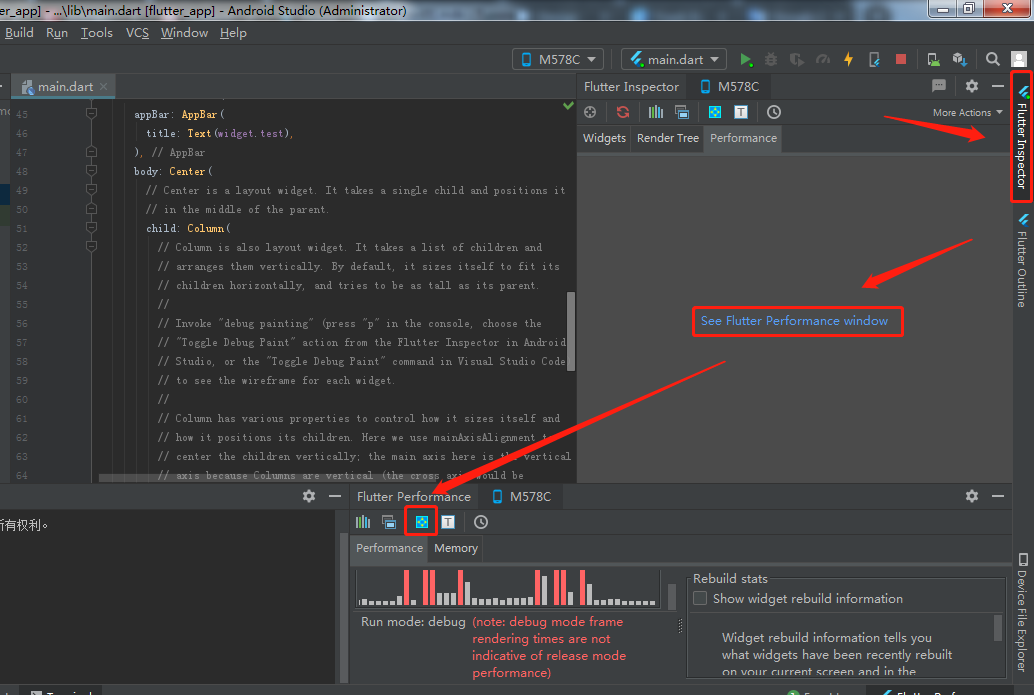 er_app] - ...\lib\main.dart [flutter_app] - Android Studio (Administrator)
Build Run Tools VCS Window Help
M578C main.dart
main.dart
45 appBar: AppBar(
46 title: Text(widget.test),
47 ), // AppBar
48 body: Center(
49 // Center is a layout widget. It takes a single child and positions it
50 // in the middle of the parent.
51 child: Column(
52 // Column is also layout widget. It takes a list of children and
53 // arranges them vertically. By default, it sizes itself to fit its
54 // children horizontally, and tries to be as tall as its parent.
55 //
56 // Invoke "debug painting" (press "p" in the console, choose the
57 // "Toggle Debug Paint" action from the Flutter Inspector in Android
58 // Studio, or the "Toggle Debug Paint" command in Visual Studio Code
59 // to see the wireframe for each widget.
60 //
61 // Column has various properties to control how it sizes itself and
62 // how it positions its children. Here we use mainAxisAlignment t
63 // center the children vertically; the main axis here is the vertical
64 // axis because Columns are vertical (the cross axis would be
Flutter Inspector M578C
More Actions
Widgets Render Tree Performance
See Flutter Performance window
Flutter Inspector
Flutter Outline
Device File Explorer
所有权利。
Flutter Performance M578C
Performance Memory
Run mode: debug (note: debug mode frame
rendering times are not
indicative of release mode
performance)
Rebuild stats
Show widget rebuild information
Widget rebuild information tells you
what widgets have been recently rebuilt
on your current screen and in the
Terminal